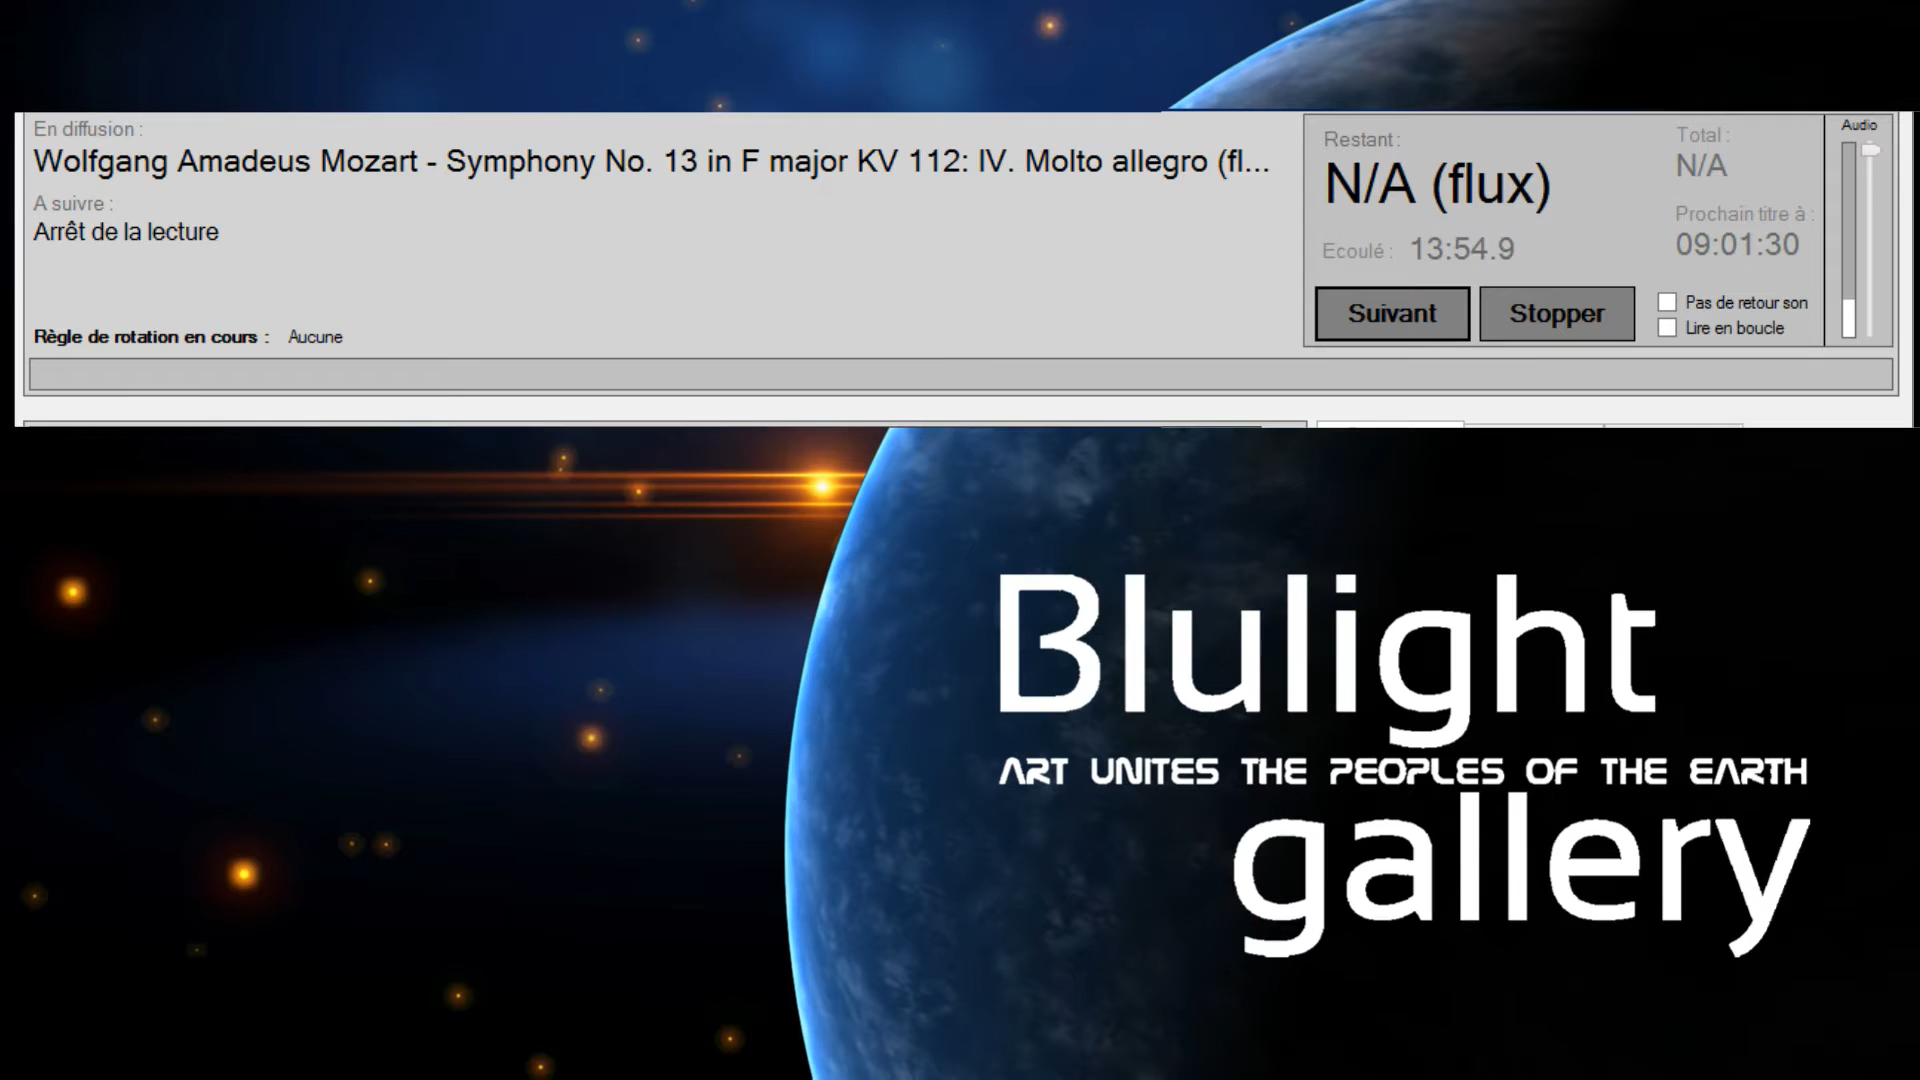 En diffusion :
Wolfgang Amadeus Mozart - Symphony No. 13 in F major KV 112: IV. Molto allegro (fl...
A suivre :
Arrêt de la lecture
Règle de rotation en cours : Aucune
Restant :
N/A (flux)
Ecoulé : 13:54.9
Total :
N/A
Prochain titre à :
09:01:30
Suivant
Stopper
Pas de retour son
Lire en boucle
Audio
Blulight
ART UNITES THE PEOPLES OF THE EARTH
gallery